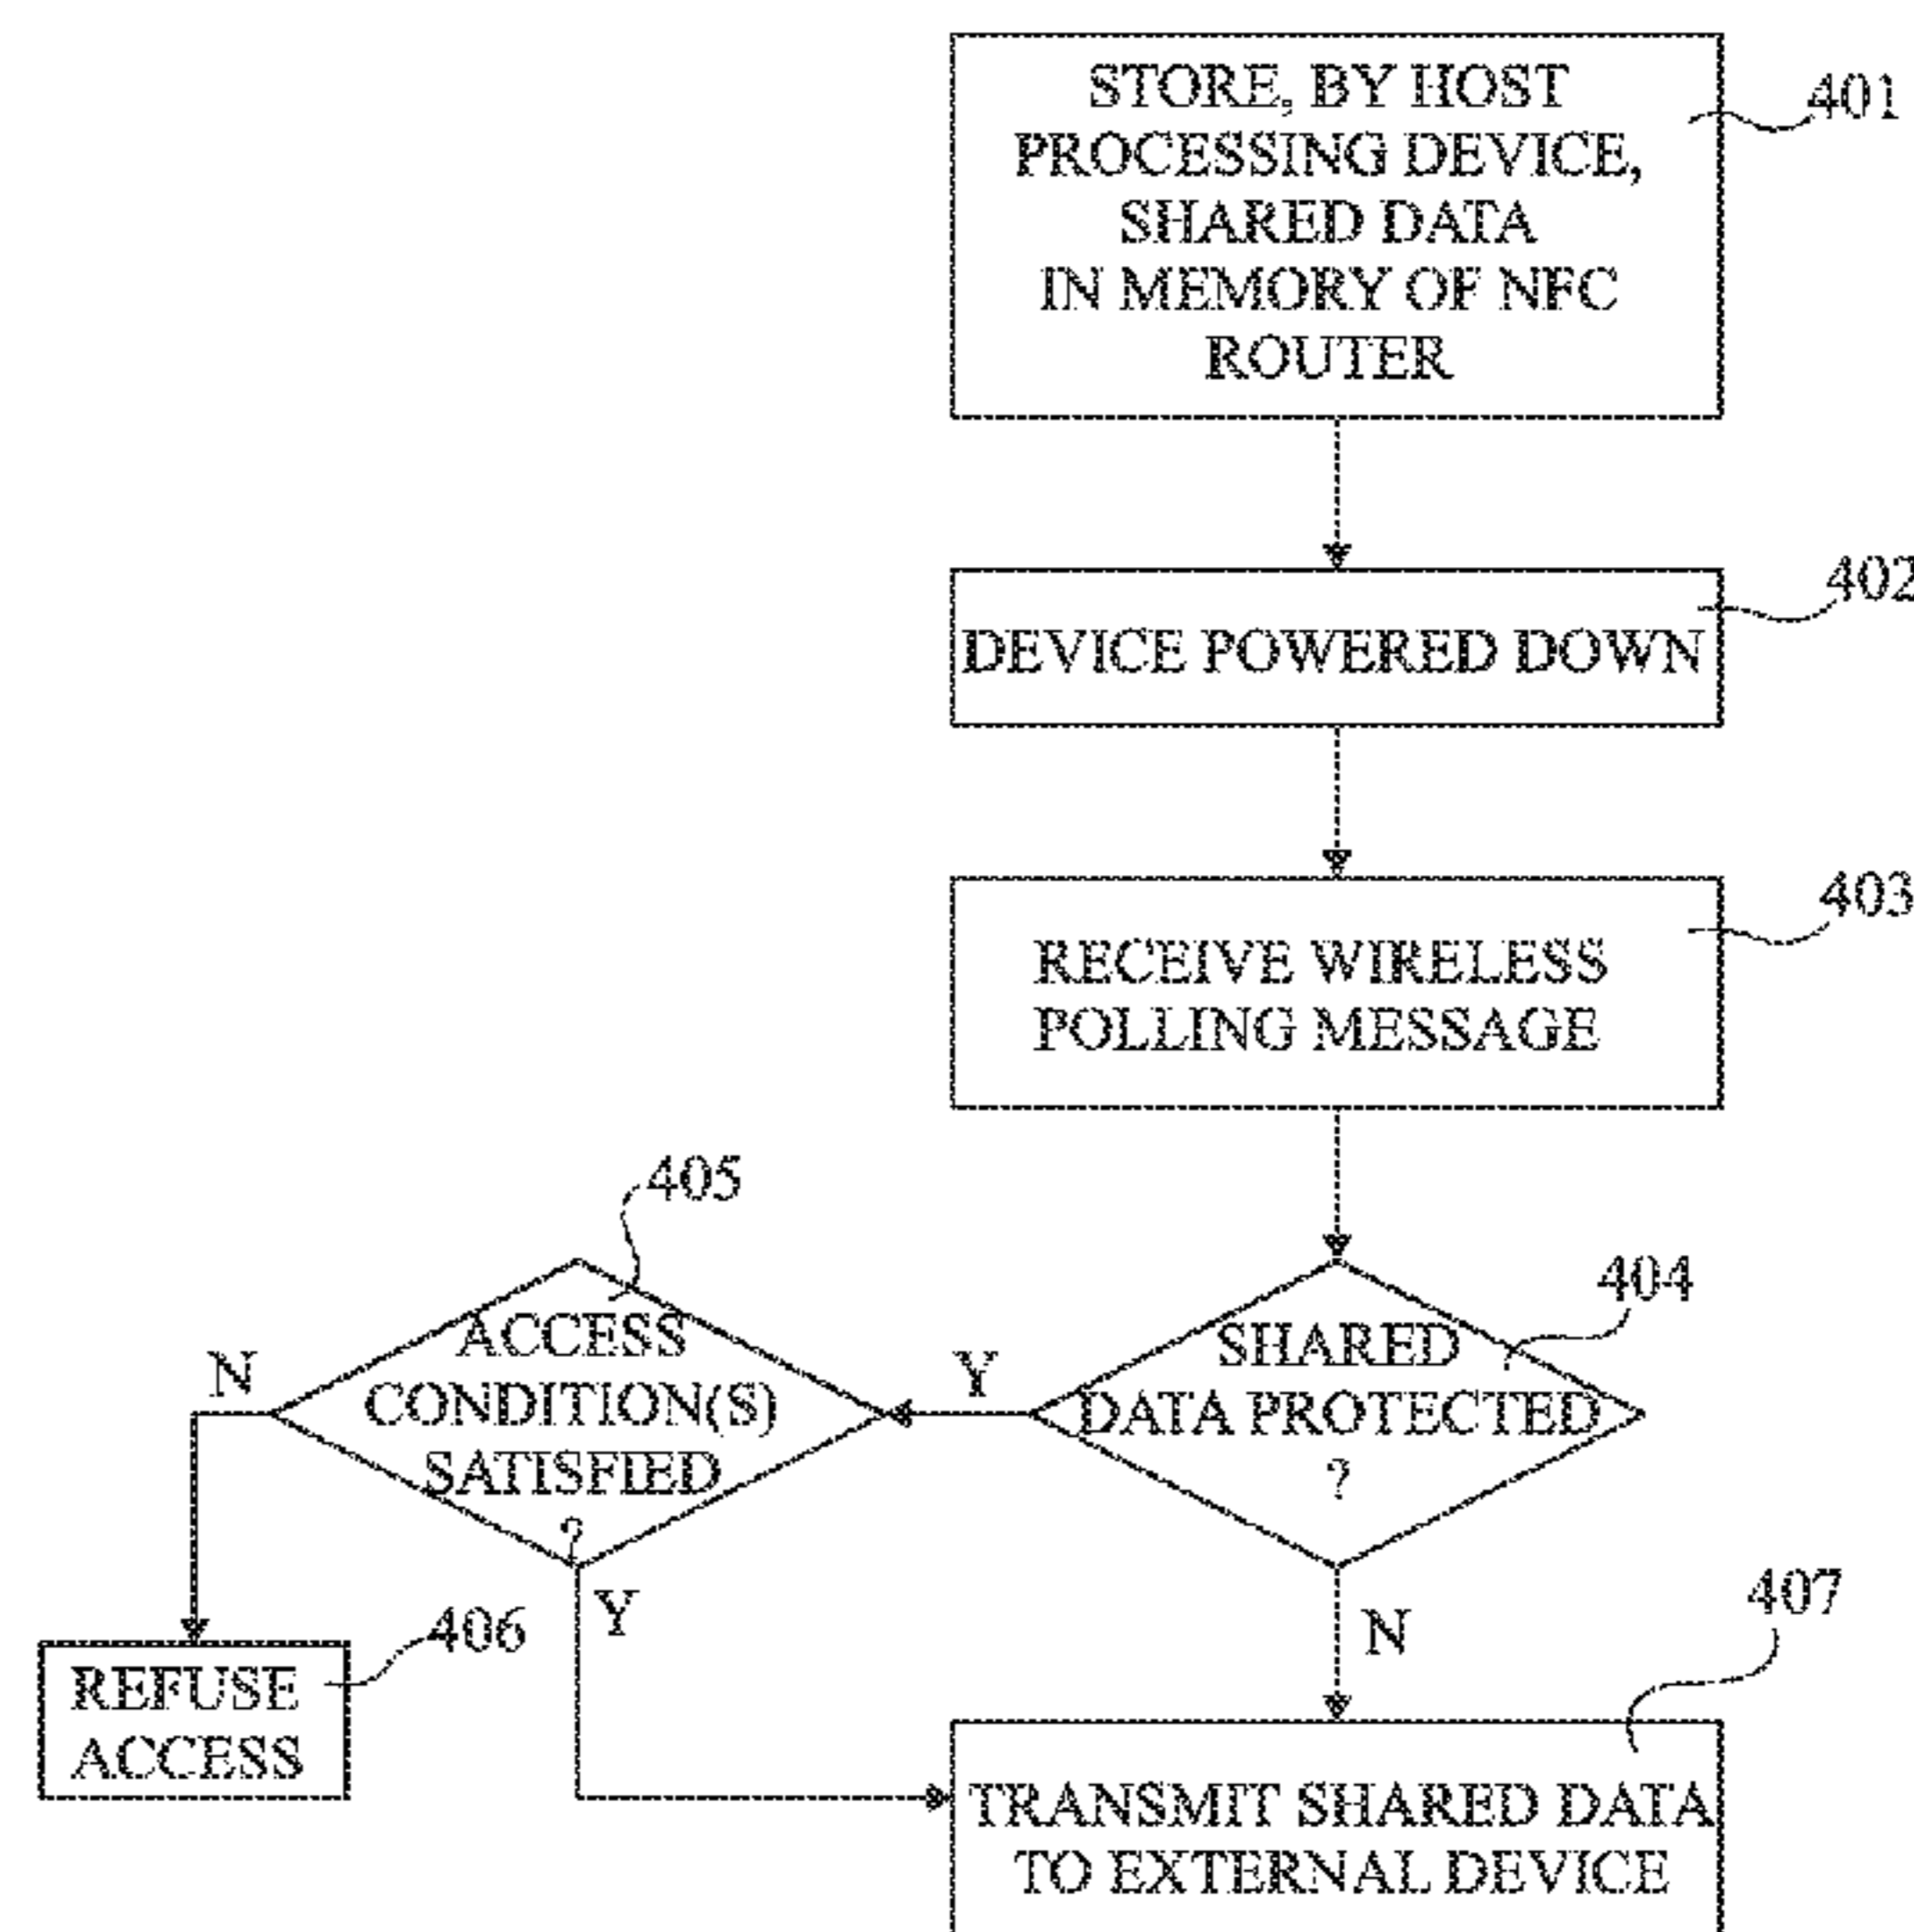 STORE, BY HOST
PROCESSING DEVICE,
SHARED DATA
IN MEMORY OF NFC
ROUTER
401
DEVICE POWERED DOWN
402
RECEIVE WIRELESS
POLLING MESSAGE
403
SHARED
DATA PROTECTED
?
404
Y
N
ACCESS
CONDITION(S)
SATISFIED
?
405
N
Y
REFUSE
ACCESS
406
TRANSMIT SHARED DATA
TO EXTERNAL DEVICE
407